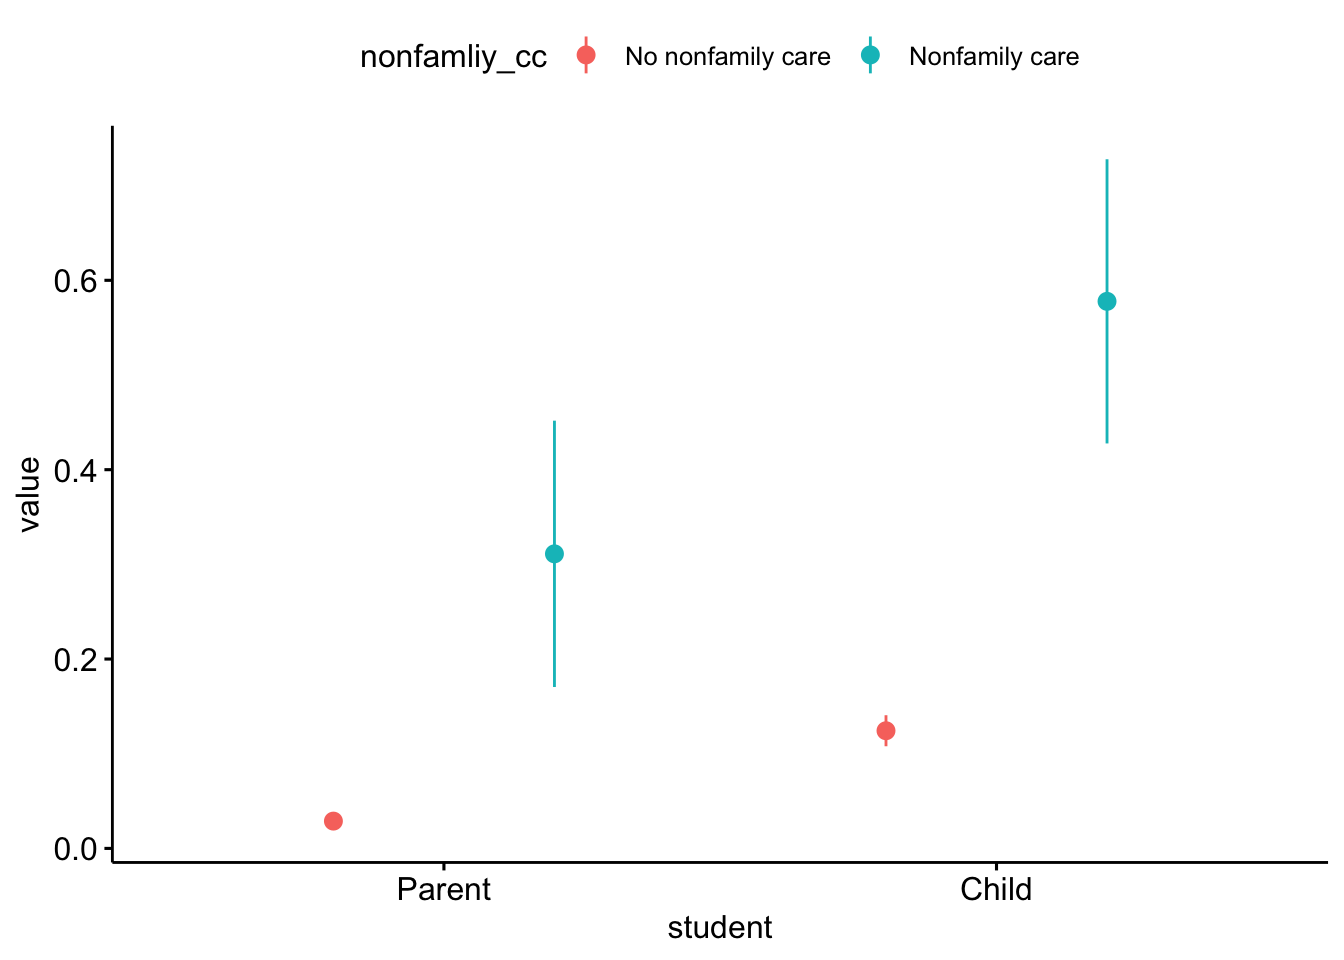 nonfamliy_cc No nonfamily care Nonfamily care
value
0.6
0.4
0.2
0.0
Parent Child
student